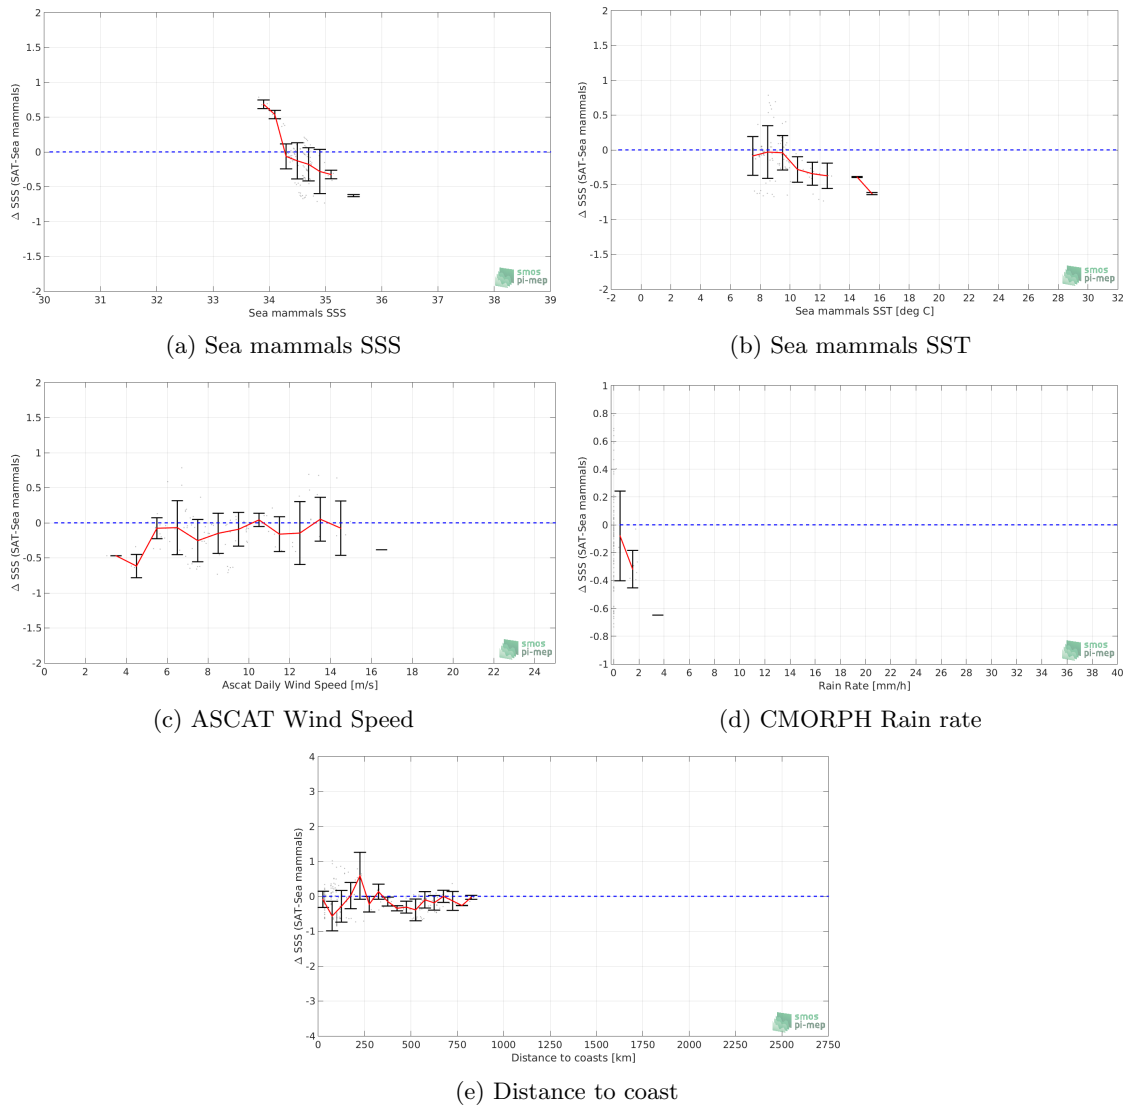 2
1.5
1
0.5
0
-0.5
-1
-1.5
-2
Δ SSS (SAT-Sea mammals)
30 31 32 33 34 35 36 37 38 39
Sea mammals SSS
smos
pi-mep
(a) Sea mammals SSS
2
1.5
1
0.5
0
-0.5
-1
-1.5
-2
Δ SSS (SAT-Sea mammals)
-2 0 2 4 6 8 10 12 14 16 18 20 22 24 26 28 30 32
Sea mammals SST [deg C]
smos
pi-mep
(b) Sea mammals SST
2
1.5
1
0.5
0
-0.5
-1
-1.5
-2
Δ SSS (SAT-Sea mammals)
0 2 4 6 8 10 12 14 16 18 20 22 24
Ascat Daily Wind Speed [m/s]
smos
pi-mep
(c) ASCAT Wind Speed
1
0.8
0.6
0.4
0.2
0
-0.2
-0.4
-0.6
-0.8
-1
Δ SSS (SAT-Sea mammals)
0 2 4 6 8 10 12 14 16 18 20 22 24 26 28 30 32 34 36 38 40
Rain Rate [mm/h]
smos
pi-mep
(d) CMORPH Rain rate
4
3
2
1
0
-1
-2
-3
-4
Δ SSS (SAT-Sea mammals)
0 250 500 750 1000 1250 1500 1750 2000 2250 2500 2750
Distance to coasts [km]
smos
pi-mep
(e) Distance to coast